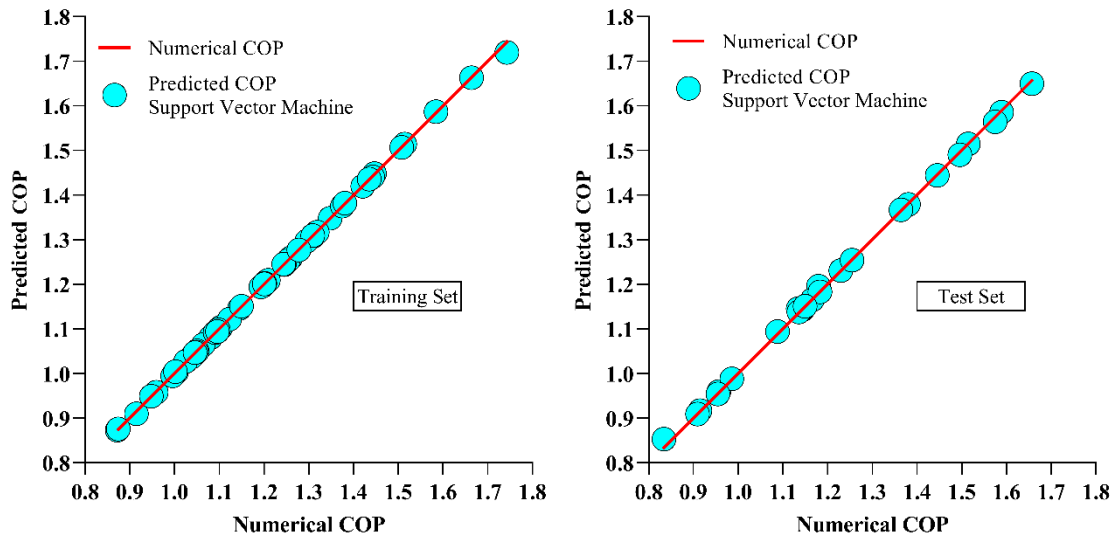 1.8
1.7
1.6
1.5
1.4
1.3
1.2
1.1
1.0
0.9
0.8
Predicted COP
Numerical COP
Predicted COP
Support Vector Machine
Training Set
0.8 0.9 1.0 1.1 1.2 1.3 1.4 1.5 1.6 1.7 1.8
Numerical COP
1.8
1.7
1.6
1.5
1.4
1.3
1.2
1.1
1.0
0.9
0.8
Predicted COP
Numerical COP
Predicted COP
Support Vector Machine
Test Set
0.8 0.9 1.0 1.1 1.2 1.3 1.4 1.5 1.6 1.7 1.8
Numerical COP